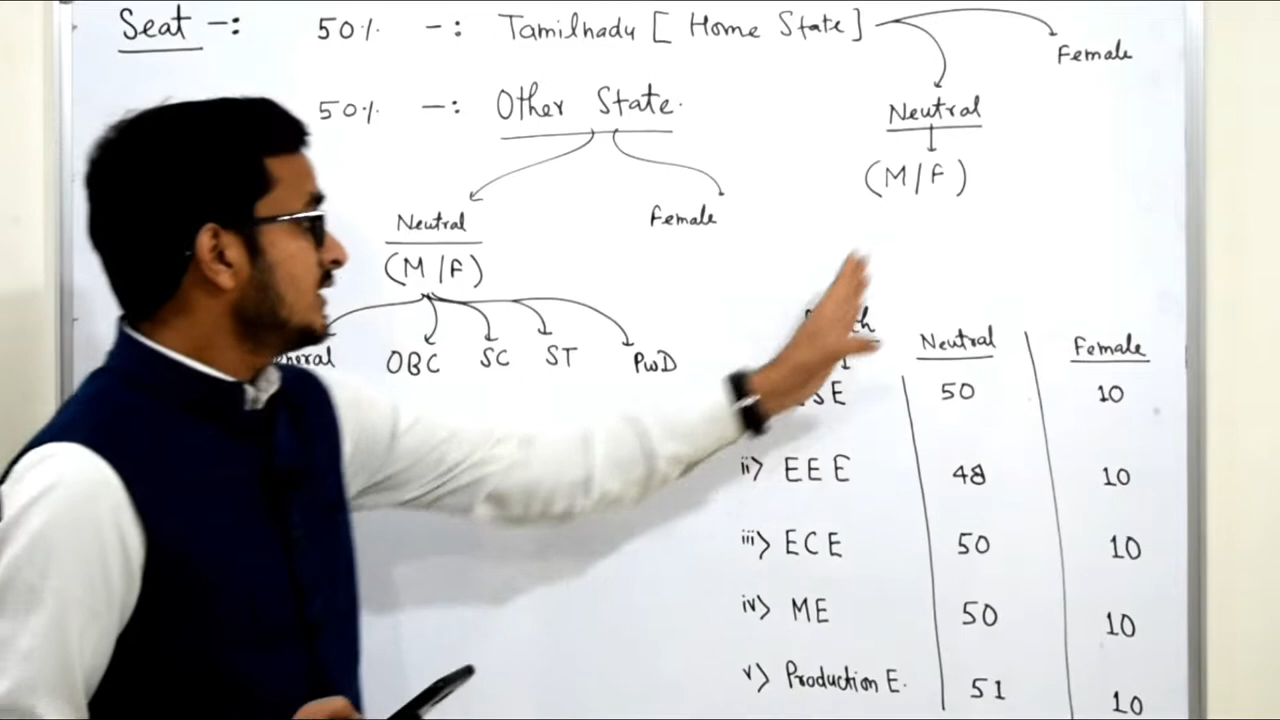 Seat -: 50% -: Tamilnadu [ Home State ]
Female
50% -: Other State.
Neutral
(M/F)
Neutral
Female
(M/F)
OBC SC ST PwD
Neutral Female
50 10
ii> EEE 48 10
iii> ECE 50 10
iv> ME 50 10
v> Production E. 51 10